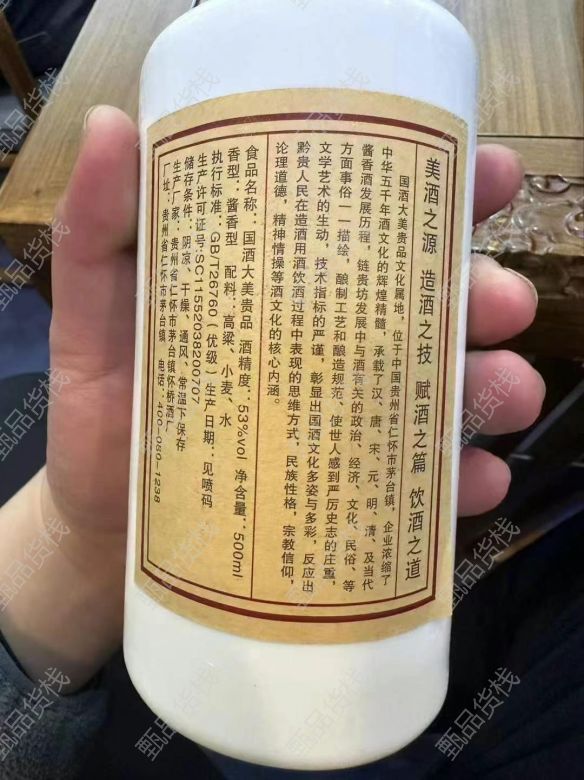 美酒之源 造酒之技 赋酒之篇 饮酒之道
国酒大美贵品文化属地，位于中国贵州省仁怀市茅台镇，企业浓缩了
中华五千年酒文化的辉煌精髓，承载了汉、唐、宋、元、明、清、及当代
酱香酒发展历程，链贵坊发展中与酒有关的政治、经济、文化、民俗、等
方面事俗一一描绘，酿制工艺和酿造规范、使世人感到严厉史志的庄重，
文学艺术的生动，技术指标的严谨，彰显出国酒文化多姿与多彩，反应出
黔贵人民在造酒用酒饮酒过程中表现的思维方式，民族性格，宗教信仰，
论理道德，精神情操等酒文化的核心内涵。
食品名称：国酒大美贵品 酒精度：53%vol 净含量：500ml
香型：酱香型 配料：高粱、小麦、水
执行标准：GB/T26760（优级）生产日期：见喷码
生产许可证号：SC11552038200707
储存条件：阴凉、干燥、通风、常温下保存
生产厂家：贵州省仁怀市茅台镇怀桥酒厂
厂址：贵州省仁怀市茅台镇 电话：400-050-1238
甄品货栈